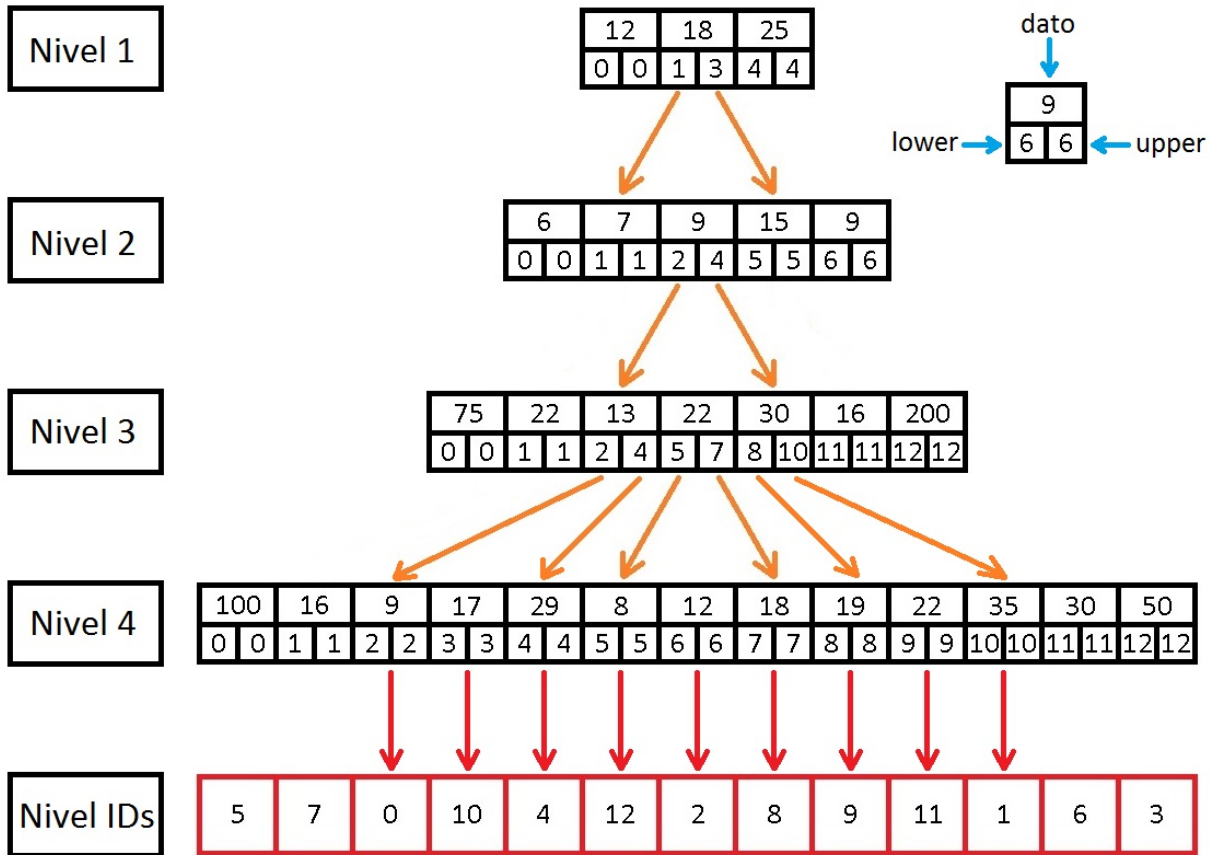 Nivel 1
12 18 25
0 0 1 3 4 4
dato
9
lower 6 6 upper
Nivel 2
6 7 9 15 9
0 0 1 1 2 4 5 5 6 6
Nivel 3
75 22 13 22 30 16 200
0 0 1 1 2 4 5 7 8 10 11 11 12 12
Nivel 4
100 16 9 17 29 8 12 18 19 22 35 30 50
0 0 1 1 2 2 3 3 4 4 5 5 6 6 7 7 8 8 9 9 10 10 11 11 12 12
Nivel IDs
5 7 0 10 4 12 2 8 9 11 1 6 3